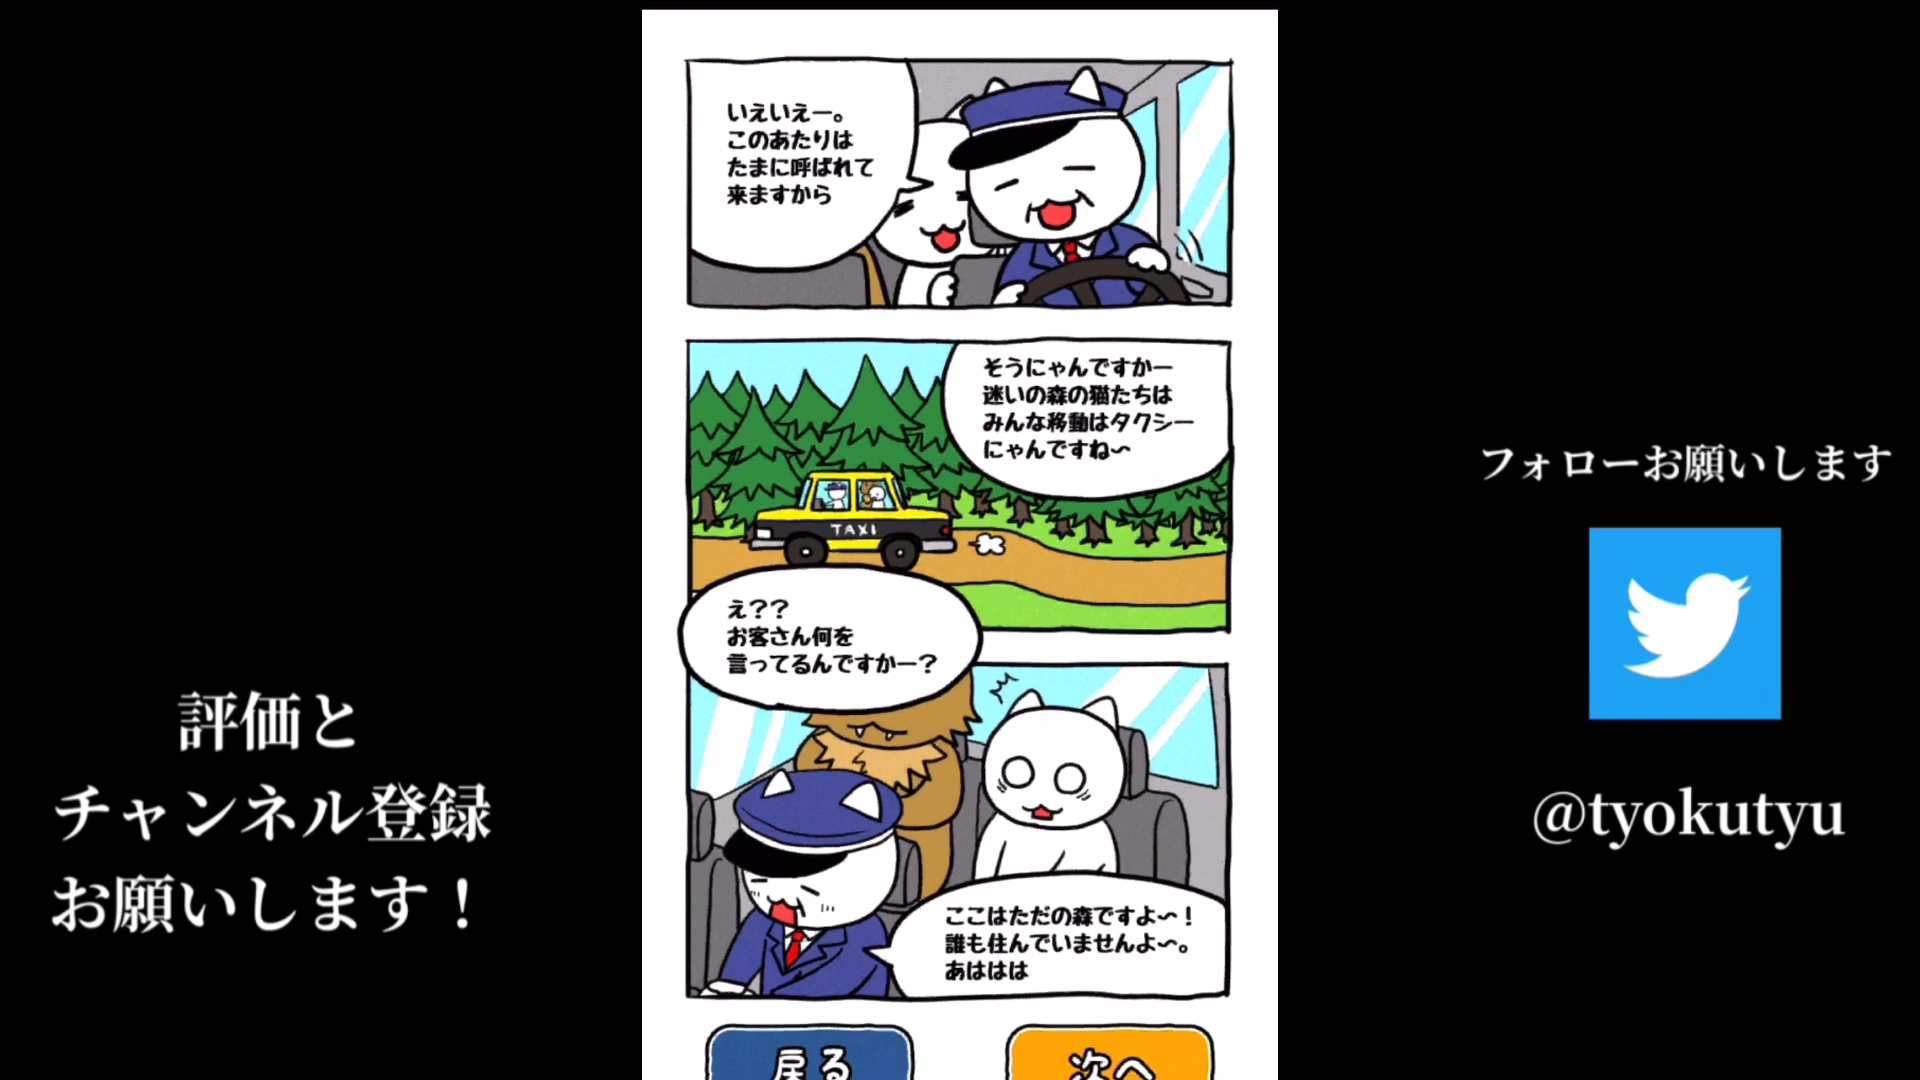 いえいえー。
このあたりは
たまに呼ばれて
来ますから
そうにゃんですかー
迷いの森の猫たちは
みんな移動はタクシー
にゃんですね〜
TAXI
え??
お客さん何を
言ってるんですかー?
ここはただの森ですよ〜!
誰も住んでいませんよ〜。
あははは
戻る
次へ
評価と
チャンネル登録
お願いします!
フォローお願いします
@tyokutyu